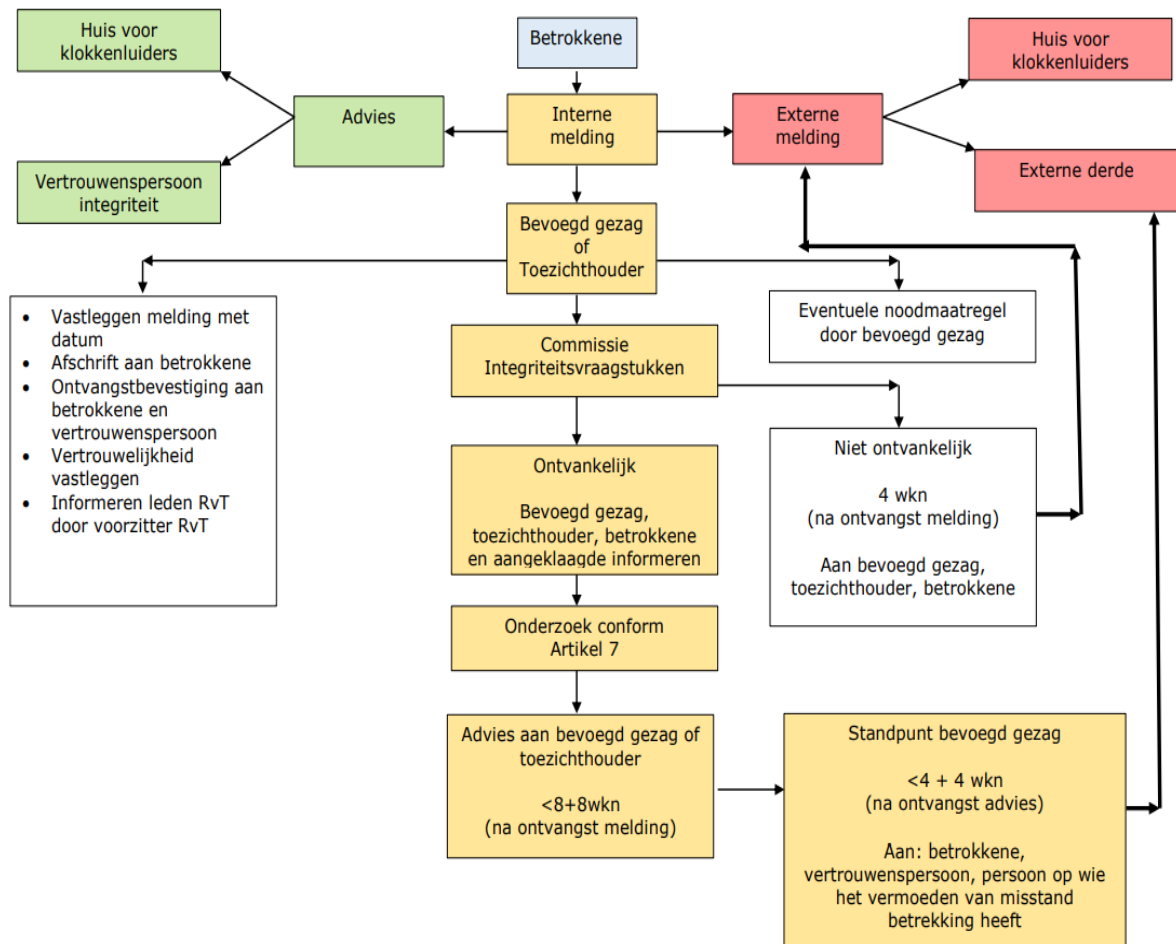 Huis voor
klokkenluiders
Betrokkene
Huis voor
klokkenluiders
Advies
Interne
melding
Externe
melding
Vertrouwenspersoon
integriteit
Externe derde
Bevoegd gezag
of
Toezichthouder
• Vastleggen melding met
datum
• Afschrift aan betrokkene
• Ontvangstbevestiging aan
betrokkene en
vertrouwenspersoon
• Vertrouwelijkheid
vastleggen
• Informeren leden RvT
door voorzitter RvT
Eventuele noodmaatregel
door bevoegd gezag
Commissie
Integriteitsvraagstukken
Ontvankelijk
Bevoegd gezag,
toezichthouder, betrokkene
en aangeklaagde informeren
Niet ontvankelijk
4 wkn
(na ontvangst melding)
Aan bevoegd gezag,
toezichthouder, betrokkene
Onderzoek conform
Artikel 7
Advies aan bevoegd gezag of
toezichthouder
<8+8wkn
(na ontvangst melding)
Standpunt bevoegd gezag
<4 + 4 wkn
(na ontvangst advies)
Aan: betrokkene,
vertrouwenspersoon, persoon op wie
het vermoeden van misstand
betrekking heeft